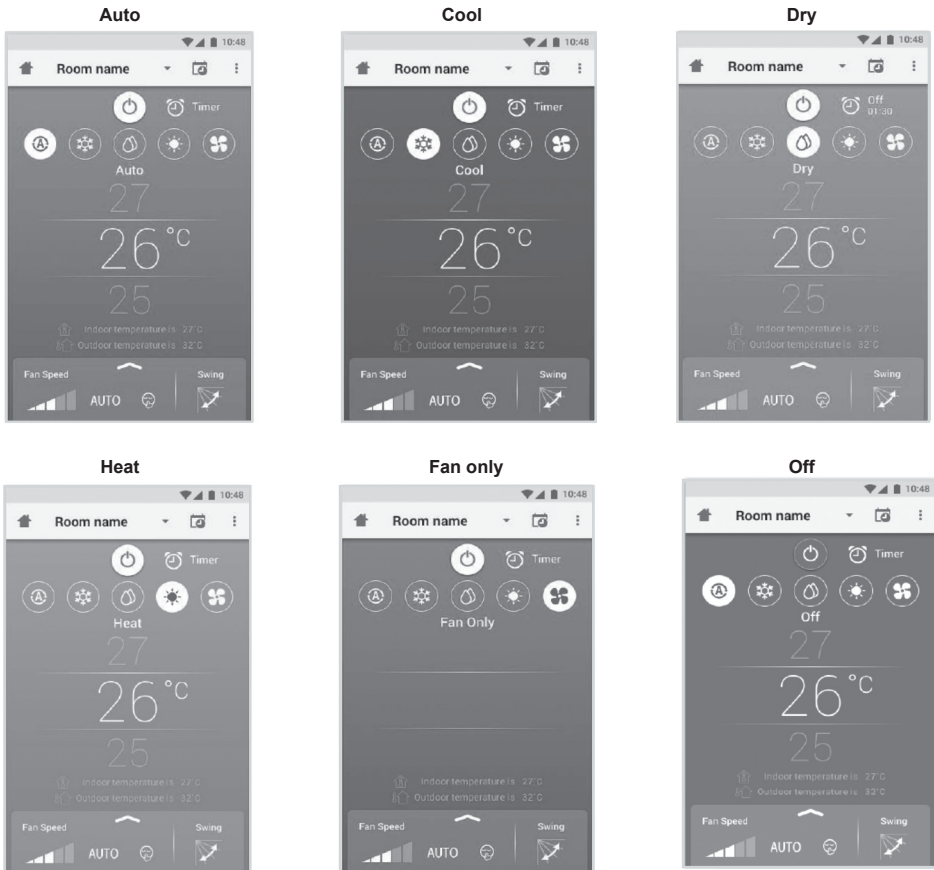 Auto
10:48
Room name
Timer
Auto
27
26°C
25
Indoor temperature is 27°C
Outdoor temperature is 32°C
Fan Speed Swing
AUTO
Cool
10:48
Room name
Timer
Cool
27
26°C
25
Indoor temperature is 27°C
Outdoor temperature is 32°C
Fan Speed Swing
AUTO
Dry
10:48
Room name
Off
01:30
Dry
27
26°C
25
Indoor temperature is 27°C
Outdoor temperature is 32°C
Fan Speed Swing
AUTO
Heat
10:48
Room name
Timer
Heat
27
26°C
25
Indoor temperature is 27°C
Outdoor temperature is 32°C
Fan Speed Swing
AUTO
Fan only
10:48
Room name
Timer
Fan Only
Indoor temperature is 27°C
Outdoor temperature is 32°C
Fan Speed Swing
AUTO
Off
10:48
Room name
Timer
Off
27
26°C
25
Indoor temperature is 27°C
Outdoor temperature is 32°C
Fan Speed Swing
AUTO